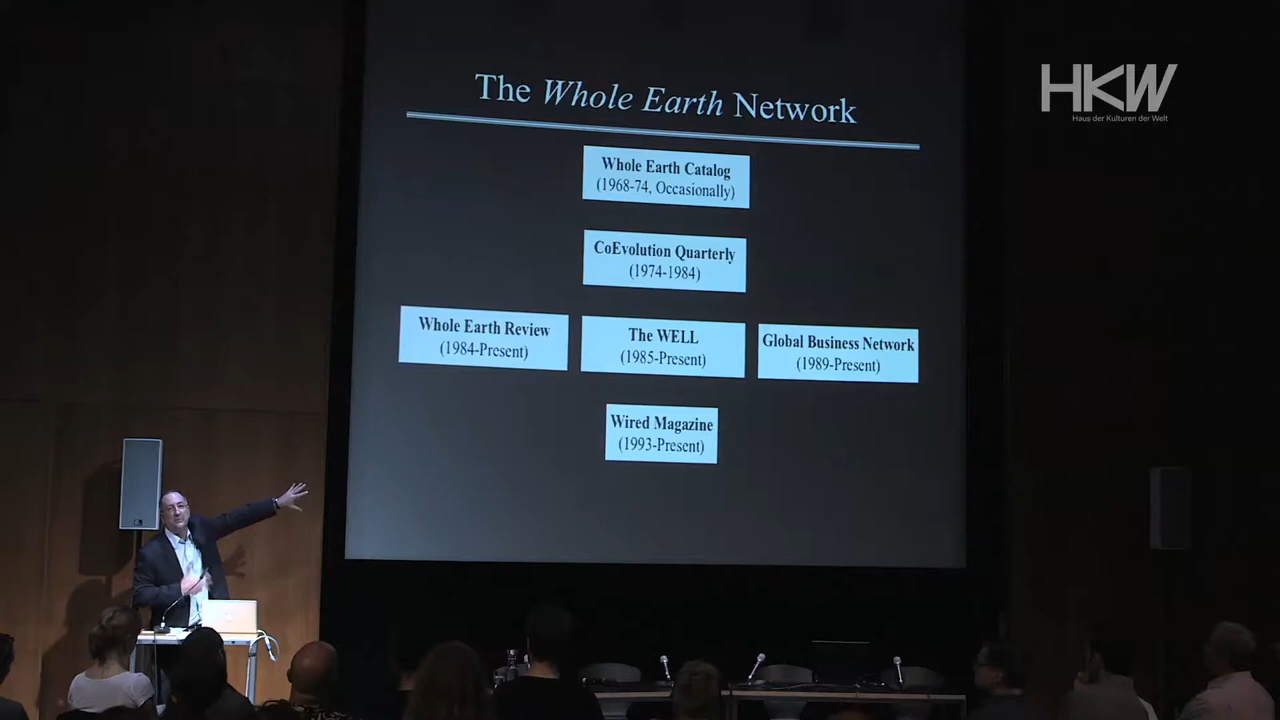 HKW
Haus der Kulturen der Welt
The Whole Earth Network
Whole Earth Catalog
(1968-74, Occasionally)
CoEvolution Quarterly
(1974-1984)
Whole Earth Review
(1984-Present)
The WELL
(1985-Present)
Global Business Network
(1989-Present)
Wired Magazine
(1993-Present)